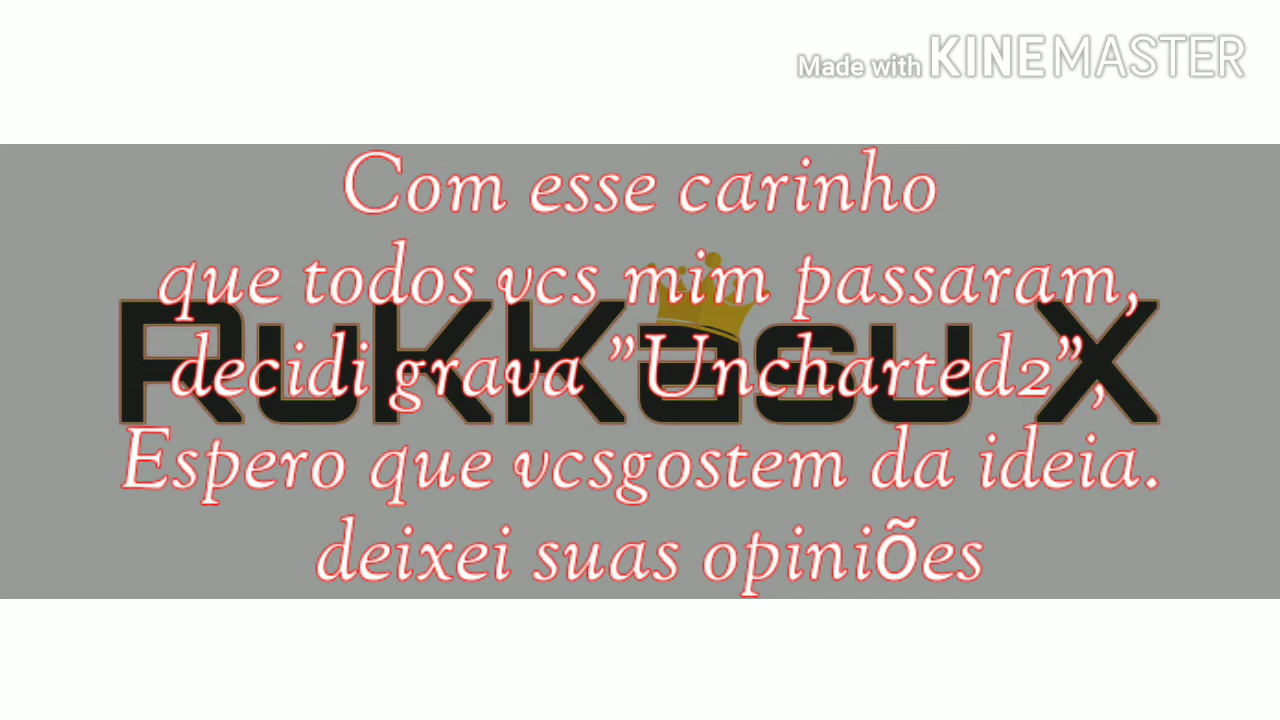 Made with KINEMASTER
Com esse carinho
que todos vcs mim passaram,
decidi grava "Uncharted2",
Espero que vcsgostem da ideia.
deixei suas opiniões
RuKKasu X